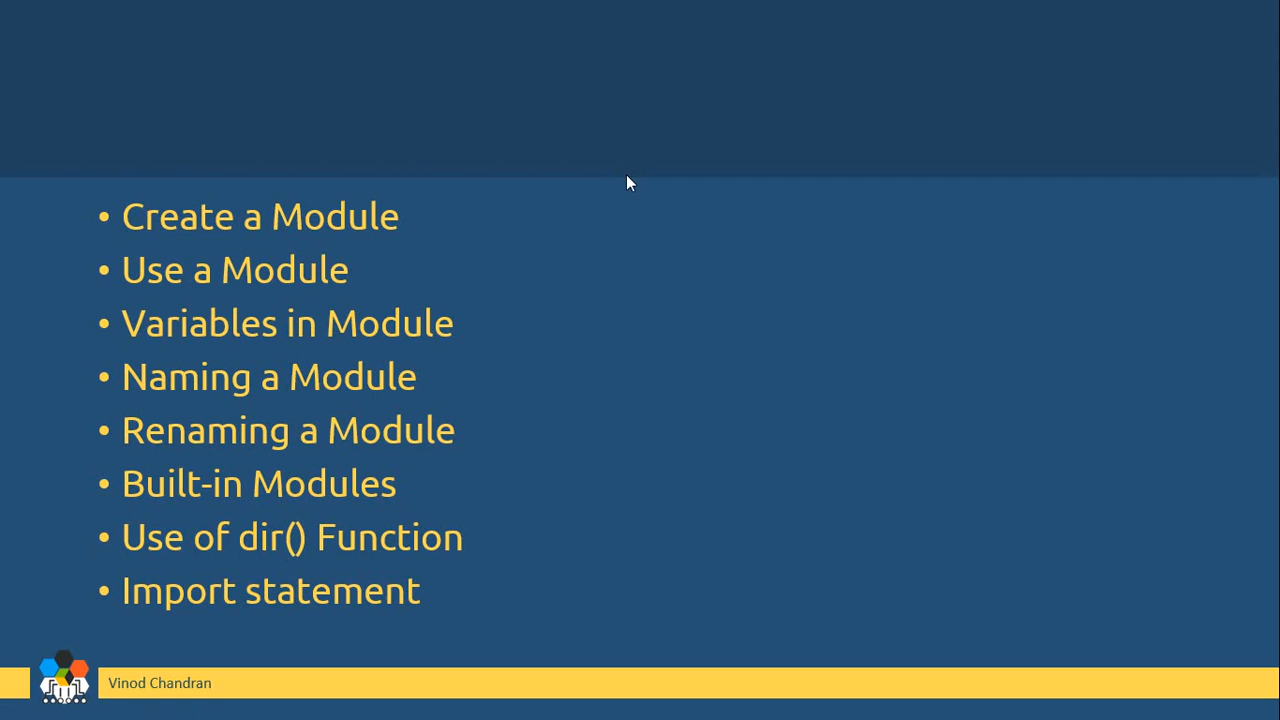 • Create a Module
• Use a Module
• Variables in Module
• Naming a Module
• Renaming a Module
• Built-in Modules
• Use of dir() Function
• Import statement
Vinod Chandran